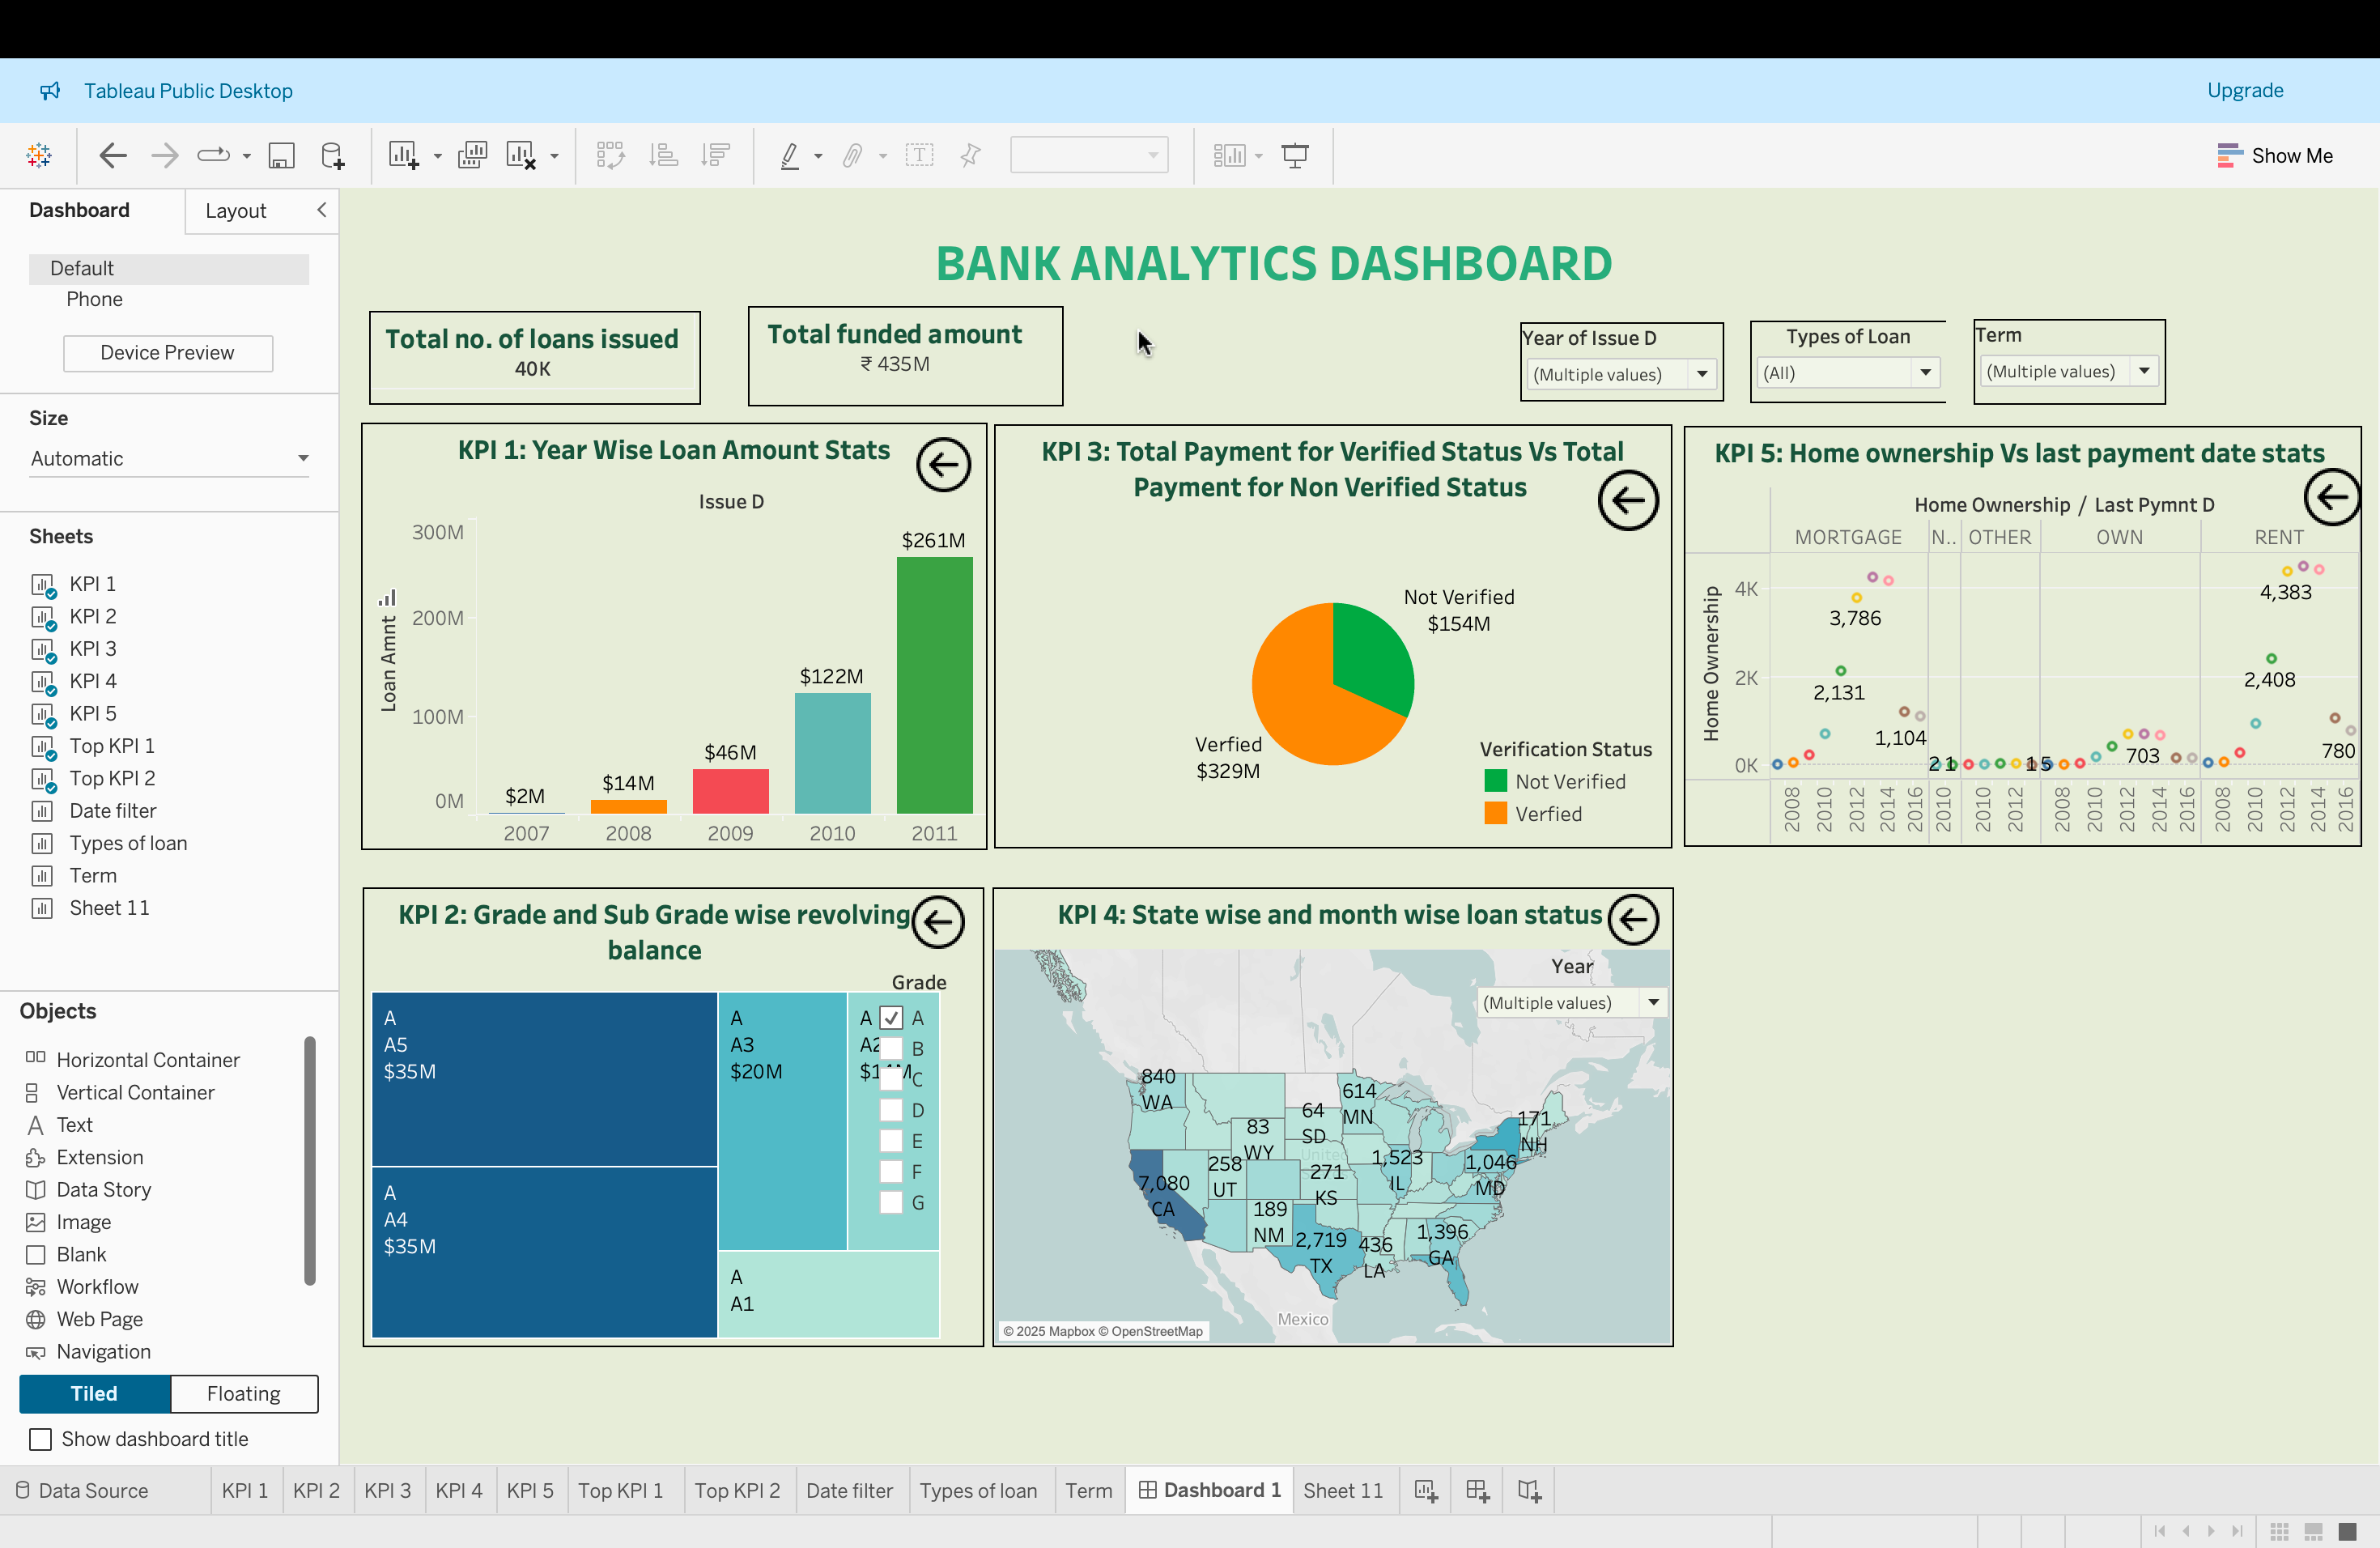 Tableau Public Desktop
Upgrade
Show Me
Dashboard
Layout
Default
Phone
Device Preview
Size
Automatic
Sheets
KPI 1
KPI 2
KPI 3
KPI 4
KPI 5
Top KPI 1
Top KPI 2
Date filter
Types of loan
Term
Sheet 11
Objects
Horizontal Container
Vertical Container
Text
Extension
Data Story
Image
Blank
Workflow
Web Page
Navigation
Tiled
Floating
Show dashboard title
BANK ANALYTICS DASHBOARD
Total no. of loans issued
40K
Total funded amount
₹ 435M
Year of Issue D
(Multiple values)
Types of Loan
(All)
Term
(Multiple values)
KPI 1: Year Wise Loan Amount Stats
Issue D
Loan Amnt
300M
200M
100M
0M
$2M
$14M
$46M
$122M
$261M
2007
2008
2009
2010
2011
KPI 3: Total Payment for Verified Status Vs Total
Payment for Non Verified Status
Not Verified
$154M
Verfied
$329M
Verification Status
Not Verified
Verfied
KPI 5: Home ownership Vs last payment date stats
Home Ownership / Last Pymnt D
MORTGAGE
N..
OTHER
OWN
RENT
Home Ownership
4K
2K
0K
3,786
2,131
1,104
2 1
1 5
703
4,383
2,408
780
2008
2010
2012
2014
2016
2010
2010
2012
2008
2010
2012
2014
2016
2008
2010
2012
2014
2016
KPI 2: Grade and Sub Grade wise revolving
balance
Grade
A
A5
$35M
A
A4
$35M
A
A3
$20M
A
A2
A
A1
A
B
C
D
E
F
G
KPI 4: State wise and month wise loan status
Year
(Multiple values)
840
WA
614
MN
64
SD
83
WY
171
NH
258
UT
271
KS
1,523
IL
1,046
MD
7,080
CA
189
NM
2,719
TX
436
LA
1,396
GA
United
Mexico
© 2025 Mapbox © OpenStreetMap
Data Source
KPI 1
KPI 2
KPI 3
KPI 4
KPI 5
Top KPI 1
Top KPI 2
Date filter
Types of loan
Term
Dashboard 1
Sheet 11